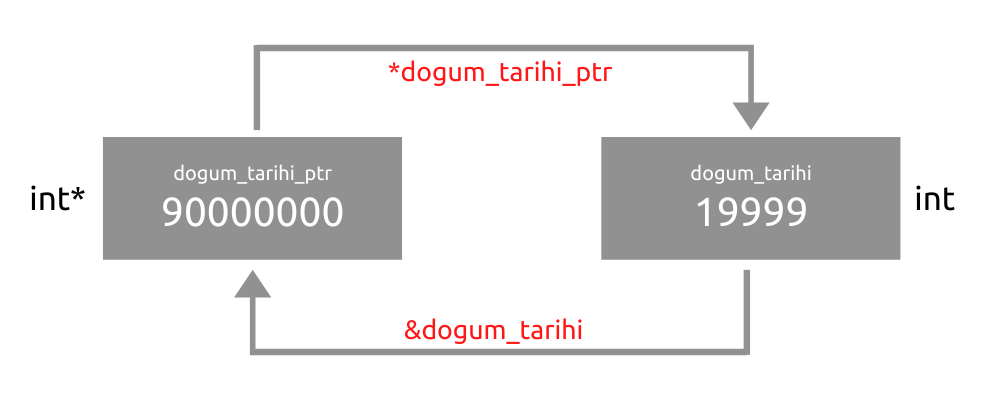 *dogum_tarihi_ptr
dogum_tarihi_ptr
dogum_tarihi
int*
90000000
19999
int
&dogum_tarihi